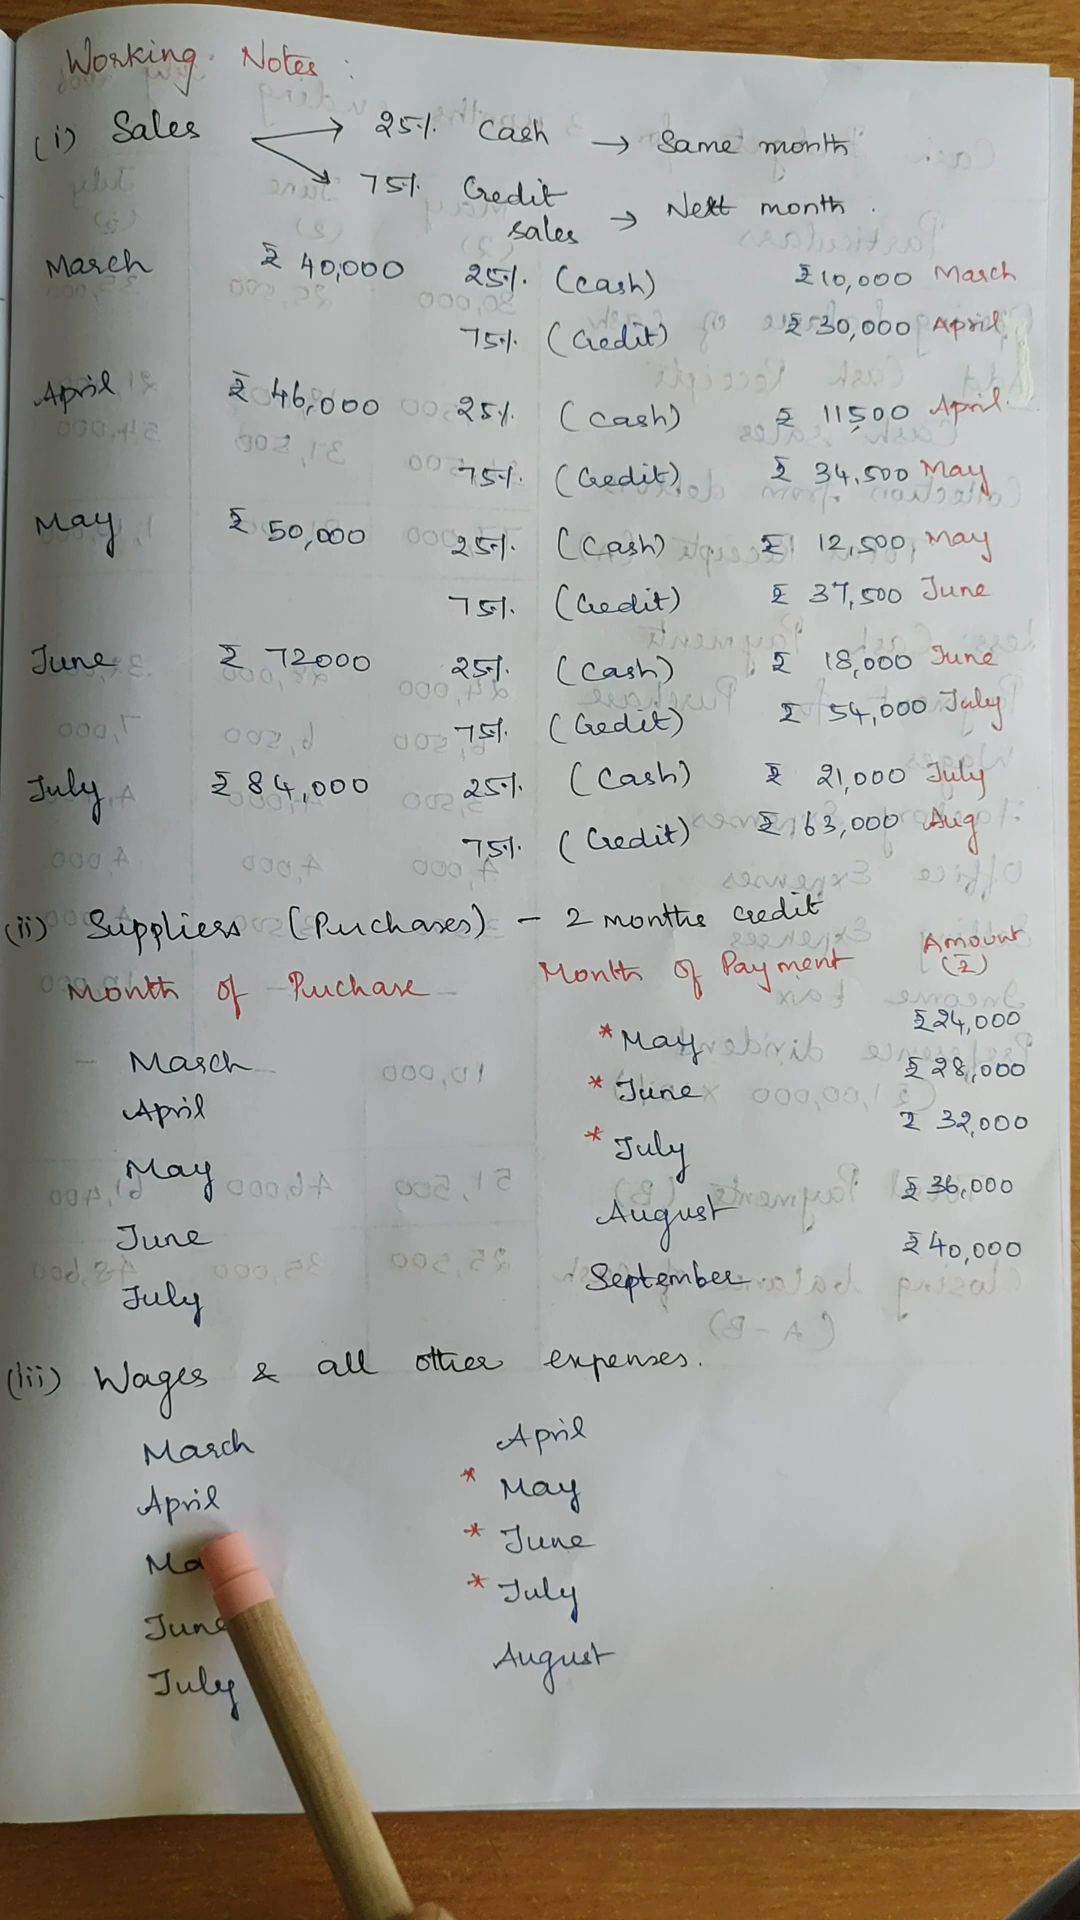 Working Notes :
(i) Sales → 25% Cash → Same month
→ 75% Credit sales → Next month.
March ₹ 40,000 25% (Cash) ₹10,000 March
75% (Credit) ₹ 30,000 April
April ₹ 46,000 25% (Cash) ₹ 11,500 April
75% (Credit) ₹ 34,500 May
May ₹ 50,000 25% (Cash) ₹ 12,500 May
75% (Credit) ₹ 37,500 June
June ₹ 72000 25% (Cash) ₹ 18,000 June
75% (Credit) ₹ 54,000 July
July ₹ 84,000 25% (Cash) ₹ 21,000 July
75% (Credit) ₹ 63,000 Aug
(ii) Suppliers (Purchases) - 2 months credit
Month of Purchase Month of Payment Amount (₹)
March * May ₹24,000
April * June ₹ 28,000
May * July ₹ 32,000
June August ₹ 36,000
July September ₹ 40,000
(iii) Wages & all other expenses.
March April
April * May
Ma * June
June * July
July August